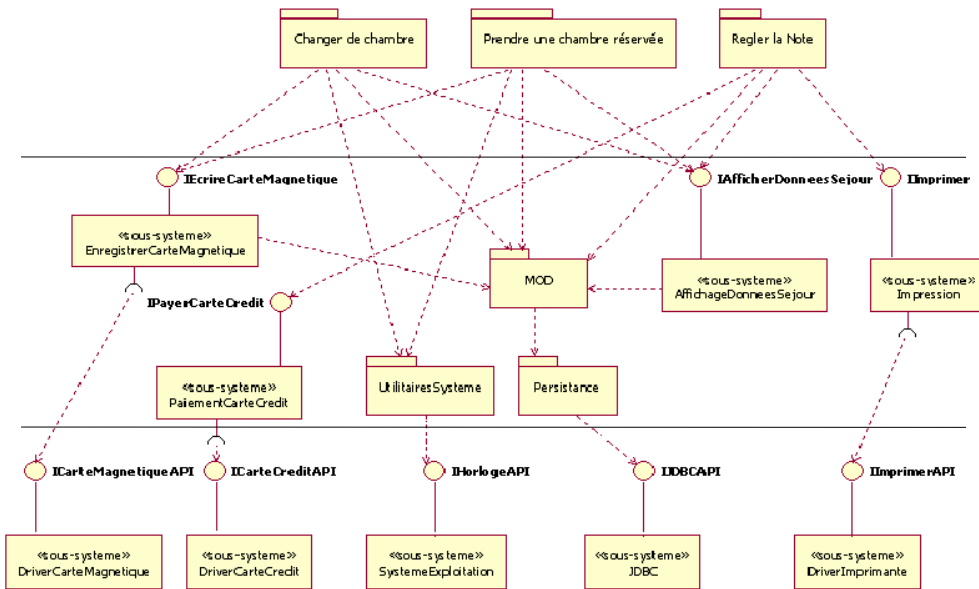 Changer de chambre
Prendre une chambre réservée
Regler la Note
IEcrireCarteMagnetique
IAfficherDonneesSejour
IImprimer
«sous-systeme»
EnregistrerCarteMagnetique
MOD
«sous-systeme»
AffichageDonneesSejour
«sous-systeme»
Impression
IPayerCarteCredit
«sous-systeme»
PaiementCarteCredit
UtilitairesSysteme
Persistance
ICarteMagnetiqueAPI
ICarteCreditAPI
IHorlogeAPI
IJDBCAPI
IImprimerAPI
«sous-systeme»
DriverCarteMagnetique
«sous-systeme»
DriverCarteCredit
«sous-systeme»
SystemeExploitation
«sous-systeme»
JDBC
«sous-systeme»
IDriverImprimante